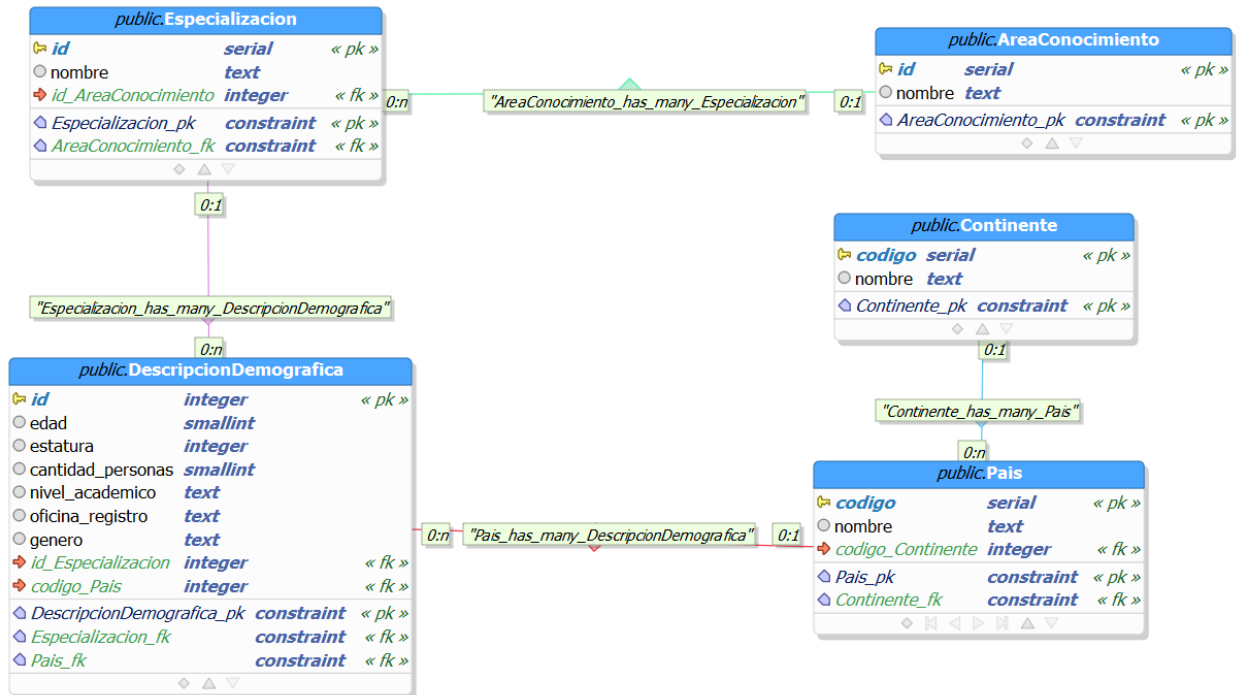 public.Especializacion
id serial « pk »
nombre text
id_AreaConocimiento integer « fk »
Especializacion_pk constraint « pk »
AreaConocimiento_fk constraint « fk »
0:n
"AreaConocimiento_has_many_Especializacion"
0:1
public.AreaConocimiento
id serial « pk »
nombre text
AreaConocimiento_pk constraint « pk »
0:1
"Especializacion_has_many_DescripcionDemografica"
0:n
public.Continente
codigo serial « pk »
nombre text
Continente_pk constraint « pk »
0:1
"Continente_has_many_Pais"
0:n
public.DescripcionDemografica
id integer « pk »
edad smallint
estatura integer
cantidad_personas smallint
nivel_academico text
oficina_registro text
genero text
id_Especializacion integer « fk »
codigo_Pais integer « fk »
DescripcionDemografica_pk constraint « pk »
Especializacion_fk constraint « fk »
Pais_fk constraint « fk »
0:n
"Pais_has_many_DescripcionDemografica"
0:1
public.Pais
codigo serial « pk »
nombre text
codigo_Continente integer « fk »
Pais_pk constraint « pk »
Continente_fk constraint « fk »